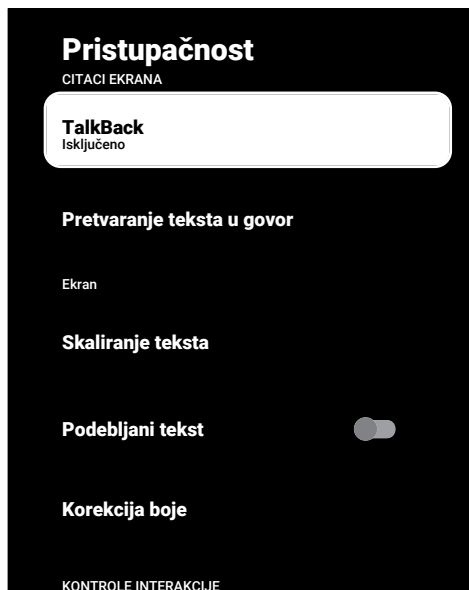 Pristupačnost
CITACI EKRANA
TalkBack
Isključeno
Pretvaranje teksta u govor
Ekran
Skaliranje teksta
Podebljani tekst
Korekcija boje
KONTROLE INTERAKCIJE